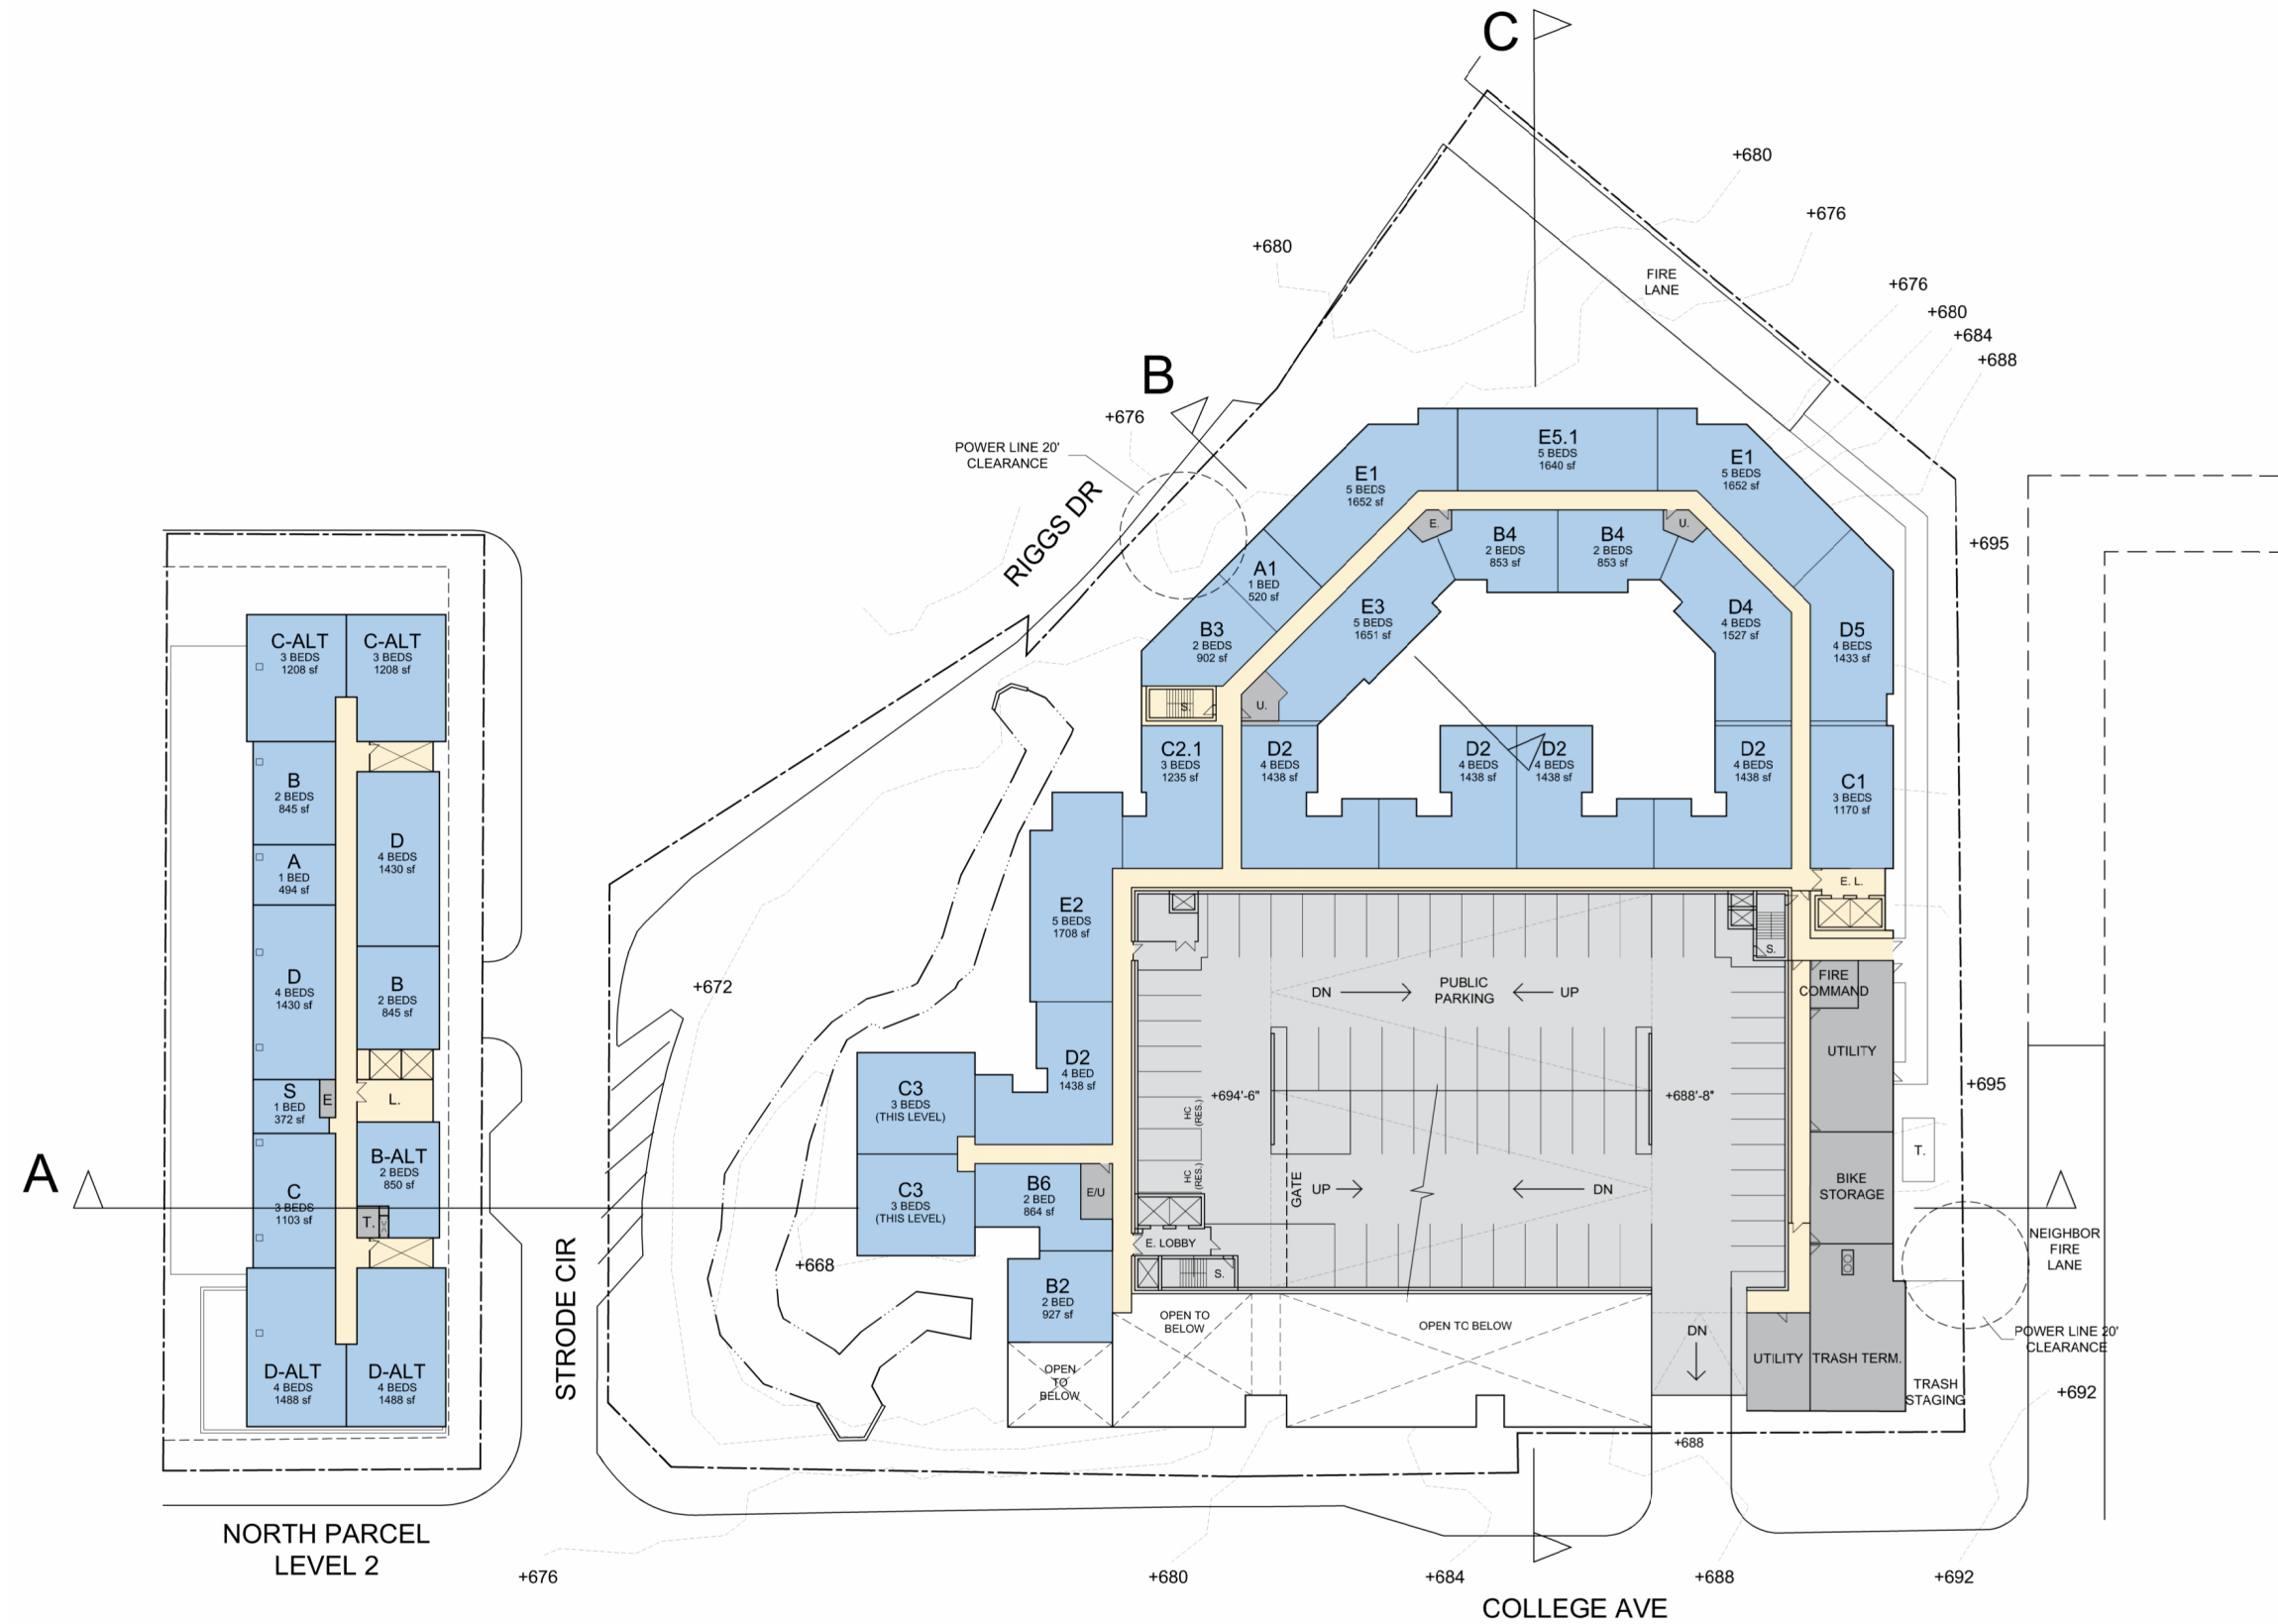 C
+680
+676
+680
FIRE
LANE
+676
+680
+684
+688
B
+676
POWER LINE 20'
CLEARANCE
RIGGS DR
E5.1
5 BEDS
1640 sf
E1
5 BEDS
1652 sf
E1
5 BEDS
1652 sf
E.
U.
B4
2 BEDS
853 sf
B4
2 BEDS
853 sf
+695
A1
1 BED
520 sf
E3
5 BEDS
1651 sf
D4
4 BEDS
1527 sf
B3
2 BEDS
902 sf
D5
4 BEDS
1433 sf
S.
U.
C2.1
3 BEDS
1235 sf
D2
4 BEDS
1438 sf
D2
4 BEDS
1438 sf
D2
4 BEDS
1438 sf
D2
4 BEDS
1438 sf
C1
3 BEDS
1170 sf
E. L.
E2
5 BEDS
1708 sf
S.
FIRE
COMMAND
PUBLIC
PARKING
DN
UP
UTILITY
D2
4 BED
1438 sf
+694'-6"
+688'-8"
HC
(RES.)
HC
(RES.)
+695
C3
3 BEDS
(THIS LEVEL)
C3
3 BEDS
(THIS LEVEL)
B6
2 BED
864 sf
E/U
UP
GATE
DN
BIKE
STORAGE
T.
E. LOBBY
S.
B2
2 BED
927 sf
OPEN
TO
BELOW
OPEN TO
BELOW
OPEN TO BELOW
DN
UTILITY
TRASH TERM.
NEIGHBOR
FIRE
LANE
POWER LINE 20'
CLEARANCE
TRASH
STAGING
+692
+688
+672
+668
STRODE CIR
C-ALT
3 BEDS
1208 sf
C-ALT
3 BEDS
1208 sf
B
2 BEDS
845 sf
D
4 BEDS
1430 sf
A
1 BED
494 sf
D
4 BEDS
1430 sf
B
2 BEDS
845 sf
S
1 BED
372 sf
E
L.
C
3 BEDS
1103 sf
B-ALT
2 BEDS
850 sf
T.
A
D-ALT
4 BEDS
1488 sf
D-ALT
4 BEDS
1488 sf
NORTH PARCEL
LEVEL 2
+676
+680
+684
+688
+692
COLLEGE AVE